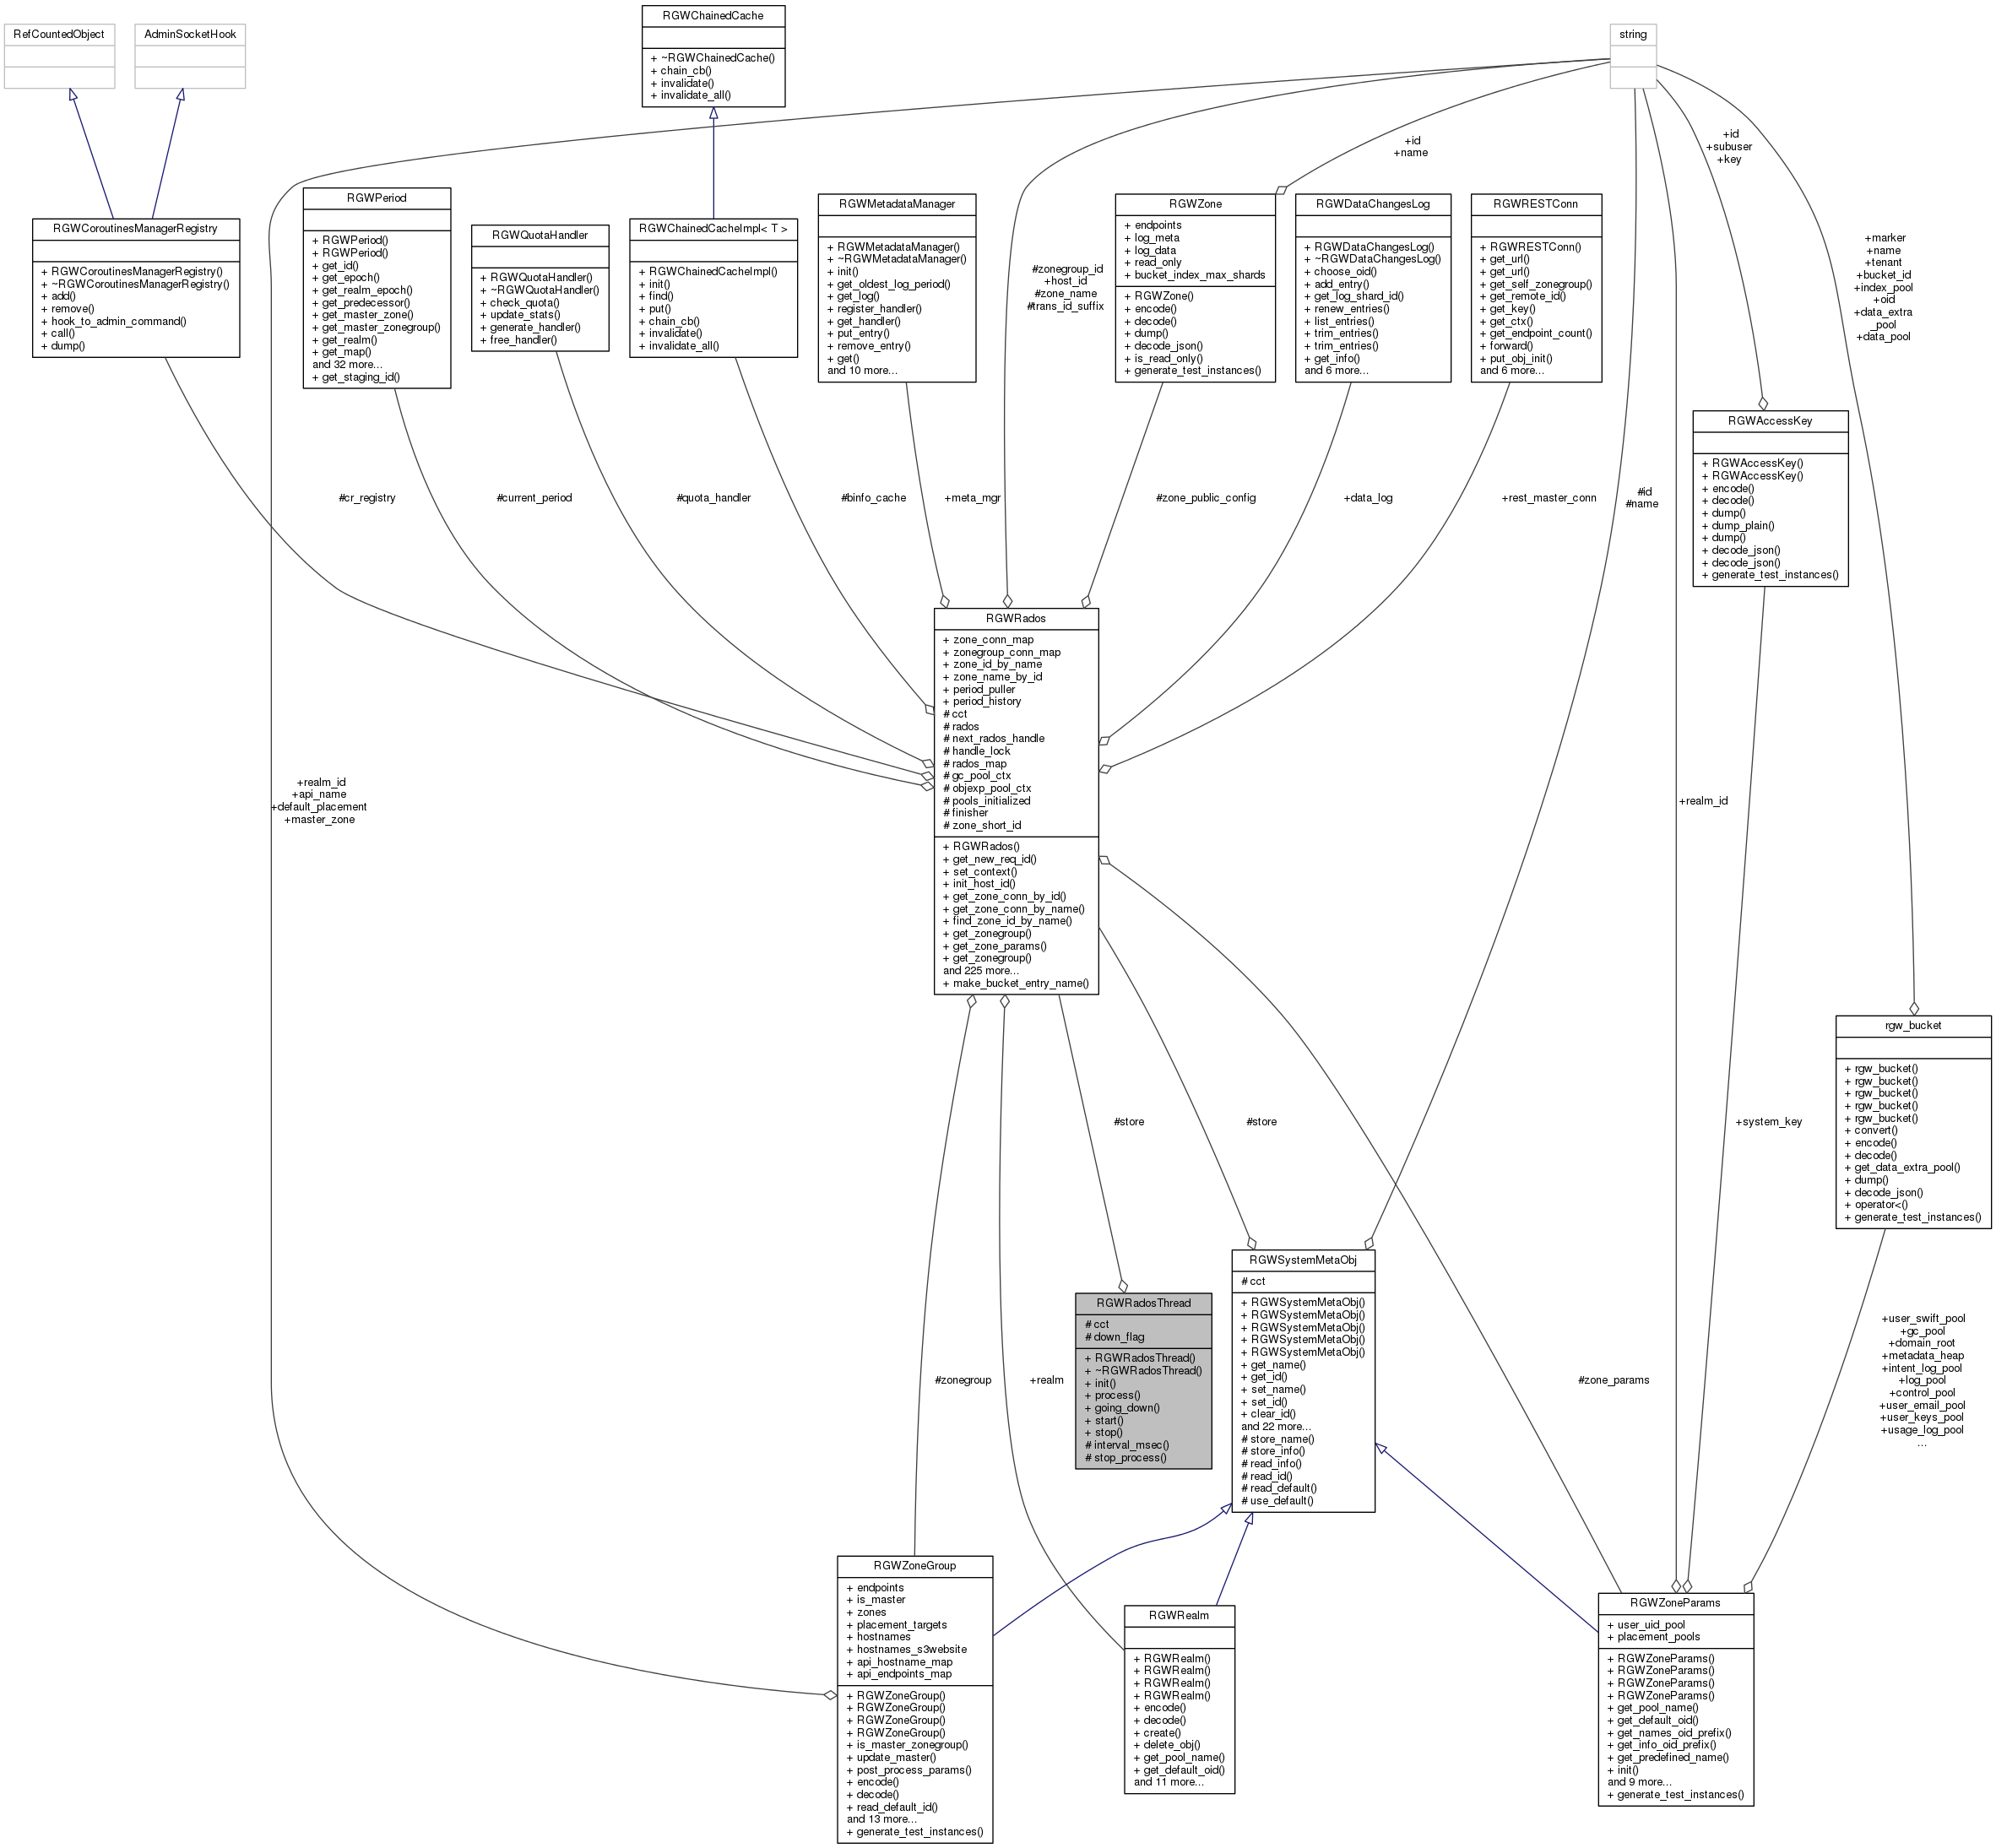 RefCountedObject
AdminSocketHook
RGWChainedCache
+ ~RGWChainedCache()
+ chain_cb()
+ invalidate()
+ invalidate_all()
string
+id
+name
+id
+subuser
+key
RGWCoroutinesManagerRegistry
+ RGWCoroutinesManagerRegistry()
+ ~RGWCoroutinesManagerRegistry()
+ add()
+ remove()
+ hook_to_admin_command()
+ call()
+ dump()
RGWPeriod
+ RGWPeriod()
+ RGWPeriod()
+ get_id()
+ get_epoch()
+ get_realm_epoch()
+ get_predecessor()
+ get_master_zone()
+ get_master_zonegroup()
+ get_realm()
+ get_map()
and 32 more...
+ get_staging_id()
RGWQuotaHandler
+ RGWQuotaHandler()
+ ~RGWQuotaHandler()
+ check_quota()
+ update_stats()
+ generate_handler()
+ free_handler()
RGWChainedCacheImpl< T >
+ RGWChainedCacheImpl()
+ init()
+ find()
+ put()
+ chain_cb()
+ invalidate()
+ invalidate_all()
RGWMetadataManager
+ RGWMetadataManager()
+ ~RGWMetadataManager()
+ init()
+ get_oldest_log_period()
+ get_log()
+ register_handler()
+ get_handler()
+ put_entry()
+ remove_entry()
+ get()
and 10 more...
#zonegroup_id
+host_id
#zone_name
#trans_id_suffix
RGWZone
+ endpoints
+ log_meta
+ log_data
+ read_only
+ bucket_index_max_shards
+ RGWZone()
+ encode()
+ decode()
+ dump()
+ decode_json()
+ is_read_only()
+ generate_test_instances()
RGWDataChangesLog
+ RGWDataChangesLog()
+ ~RGWDataChangesLog()
+ choose_oid()
+ add_entry()
+ get_log_shard_id()
+ renew_entries()
+ list_entries()
+ trim_entries()
+ trim_entries()
+ get_info()
and 6 more...
RGWRESTConn
+ RGWRESTConn()
+ get_url()
+ get_url()
+ get_self_zonegroup()
+ get_remote_id()
+ get_key()
+ get_ctx()
+ get_endpoint_count()
+ forward()
+ put_obj_init()
and 6 more...
+marker
+name
+tenant
+bucket_id
+index_pool
+oid
+data_extra
_pool
+data_pool
RGWAccessKey
+ RGWAccessKey()
+ RGWAccessKey()
+ encode()
+ decode()
+ dump()
+ dump_plain()
+ dump()
+ decode_json()
+ decode_json()
+ generate_test_instances()
#cr_registry
#current_period
#quota_handler
#binfo_cache
+meta_mgr
#zone_public_config
+data_log
+rest_master_conn
#id
#name
RGWRados
+ zone_conn_map
+ zonegroup_conn_map
+ zone_id_by_name
+ zone_name_by_id
+ period_puller
+ period_history
# cct
# rados
# next_rados_handle
# handle_lock
# rados_map
# gc_pool_ctx
# objexp_pool_ctx
# pools_initialized
# finisher
# zone_short_id
+ RGWRados()
+ get_new_req_id()
+ set_context()
+ init_host_id()
+ get_zone_conn_by_id()
+ get_zone_conn_by_name()
+ find_zone_id_by_name()
+ get_zonegroup()
+ get_zone_params()
+ get_zonegroup()
and 225 more...
+ make_bucket_entry_name()
+realm_id
+api_name
+default_placement
+master_zone
+realm_id
rgw_bucket
+ rgw_bucket()
+ rgw_bucket()
+ rgw_bucket()
+ rgw_bucket()
+ rgw_bucket()
+ convert()
+ encode()
+ decode()
+ get_data_extra_pool()
+ dump()
+ decode_json()
+ operator<()
+ generate_test_instances()
#store
#store
+system_key
RGWRadosThread
# cct
# down_flag
+ RGWRadosThread()
+ ~RGWRadosThread()
+ init()
+ process()
+ going_down()
+ start()
+ stop()
# interval_msec()
# stop_process()
RGWSystemMetaObj
# cct
+ RGWSystemMetaObj()
+ RGWSystemMetaObj()
+ RGWSystemMetaObj()
+ RGWSystemMetaObj()
+ RGWSystemMetaObj()
+ get_name()
+ get_id()
+ set_name()
+ set_id()
+ clear_id()
and 22 more...
# store_name()
# store_info()
# read_info()
# read_id()
# read_default()
# use_default()
#zonegroup
+realm
#zone_params
+user_swift_pool
+gc_pool
+domain_root
+metadata_heap
+intent_log_pool
+log_pool
+control_pool
+user_email_pool
+user_keys_pool
+usage_log_pool
...
RGWZoneGroup
+ endpoints
+ is_master
+ zones
+ placement_targets
+ hostnames
+ hostnames_s3website
+ api_hostname_map
+ api_endpoints_map
+ RGWZoneGroup()
+ RGWZoneGroup()
+ RGWZoneGroup()
+ RGWZoneGroup()
+ is_master_zonegroup()
+ update_master()
+ post_process_params()
+ encode()
+ decode()
+ read_default_id()
and 13 more...
+ generate_test_instances()
RGWRealm
+ RGWRealm()
+ RGWRealm()
+ RGWRealm()
+ RGWRealm()
+ encode()
+ decode()
+ create()
+ delete_obj()
+ get_pool_name()
+ get_default_oid()
and 11 more...
RGWZoneParams
+ user_uid_pool
+ placement_pools
+ RGWZoneParams()
+ RGWZoneParams()
+ RGWZoneParams()
+ RGWZoneParams()
+ get_pool_name()
+ get_default_oid()
+ get_names_oid_prefix()
+ get_info_oid_prefix()
+ get_predefined_name()
+ init()
and 9 more...
+ generate_test_instances()